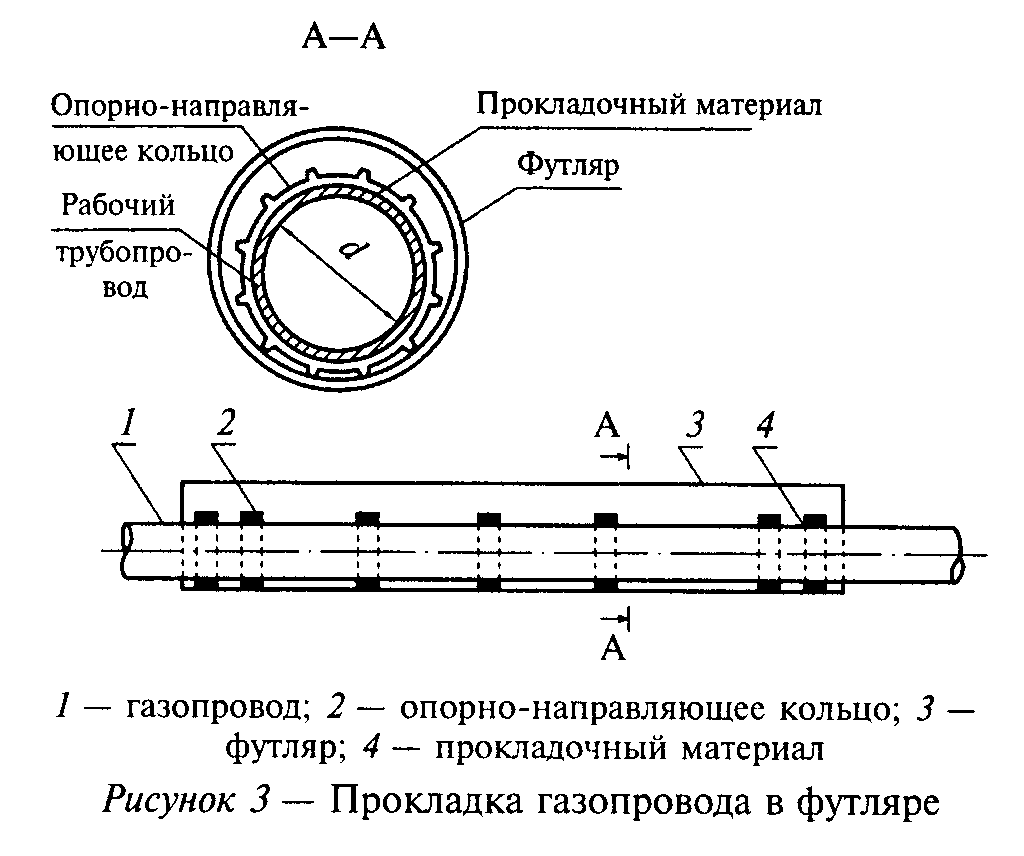 А—А
Опорно-направля-
ющее кольцо
Прокладочный материал
Футляр
Рабочий
трубопро-
вод
d
1
2
А
3
4
А
1 — газопровод; 2 — опорно-направляющее кольцо; 3 —
футляр; 4 — прокладочный материал
Рисунок 3 — Прокладка газопровода в футляре